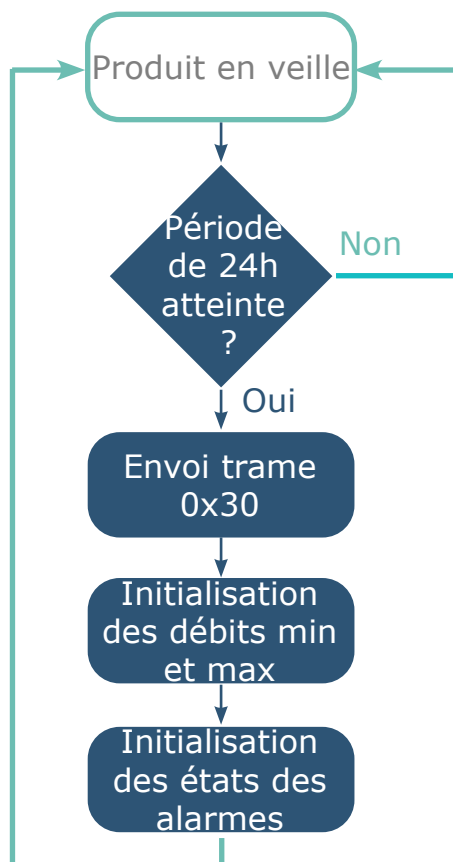 Produit en veille
Période
de 24h
atteinte
?
Non
Oui
Envoi trame
0x30
Initialisation
des débits min
et max
Initialisation
des états des
alarmes